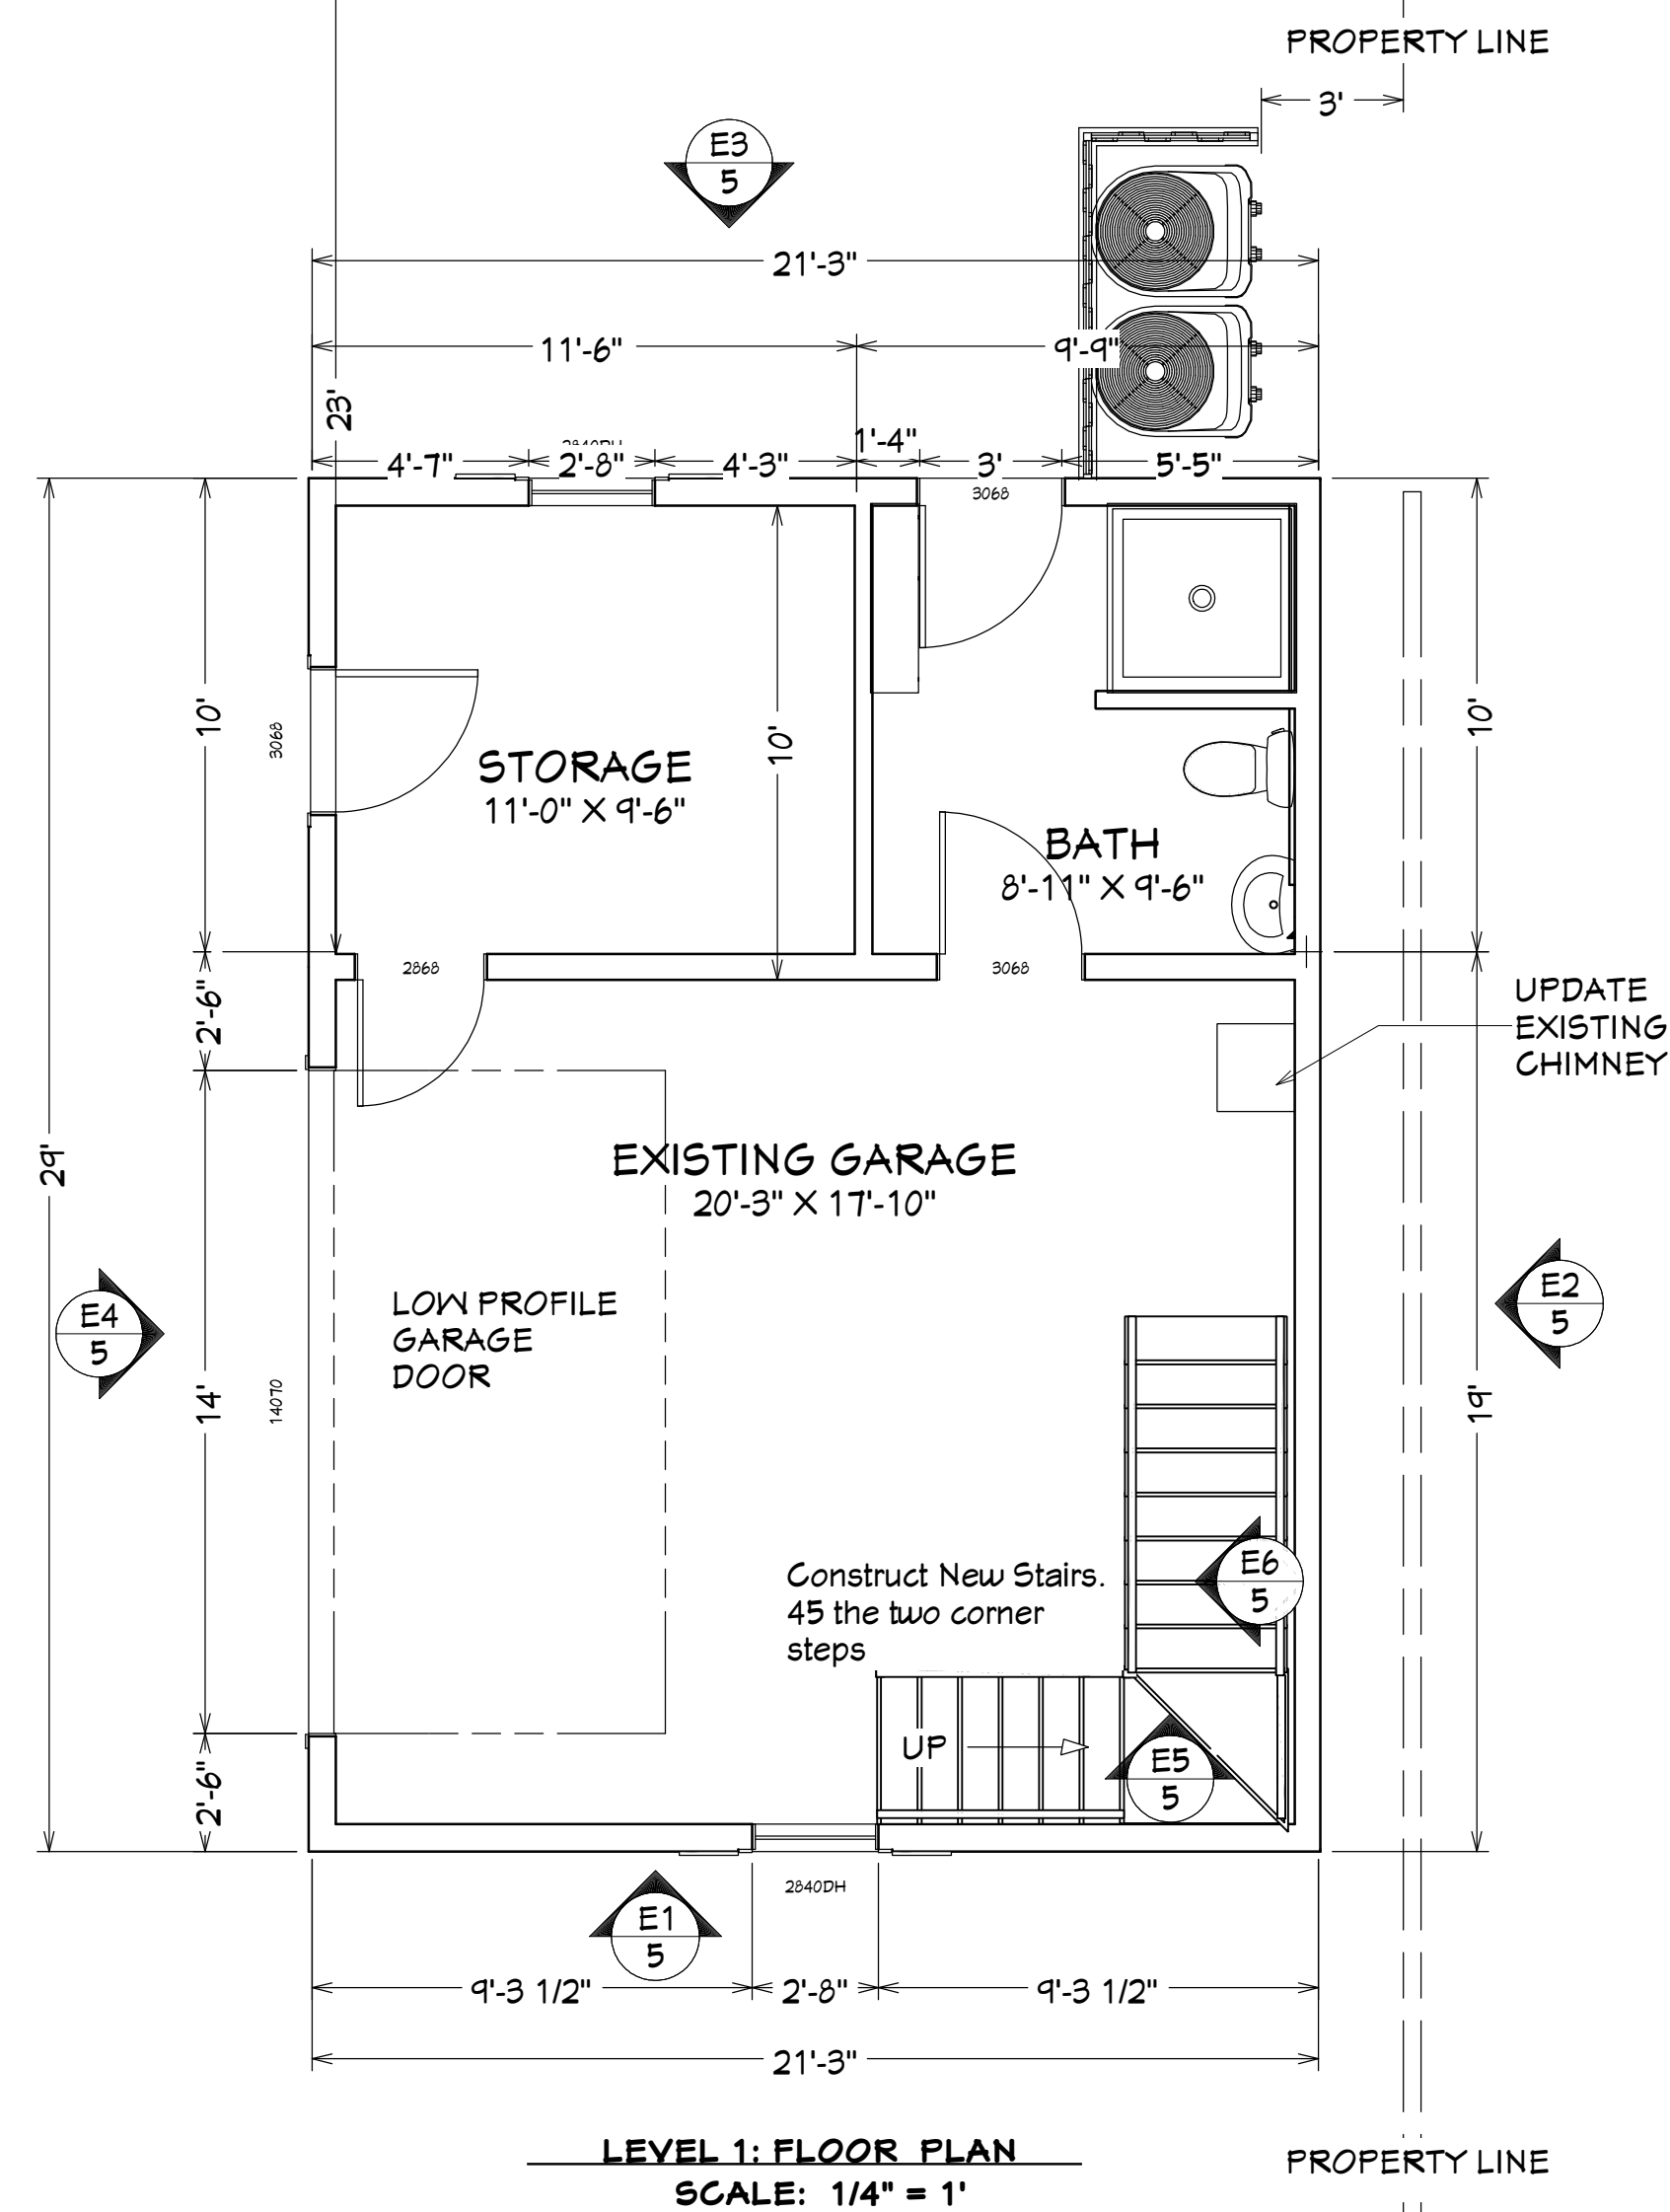 PROPERTY LINE
3'
E3
5
21'-3"
11'-6"
9'-9"
23'
1'-4"
2840DH
4'-7"
2'-8"
4'-3"
3'
5'-5"
3068
10'
3068
10'
10'
STORAGE
11'-0" X 9'-6"
BATH
8'-11" X 9'-6"
2868
3068
2'-6"
UPDATE
EXISTING
CHIMNEY
29'
EXISTING GARAGE
20'-3" X 17'-10"
E4
5
LOW PROFILE
GARAGE
DOOR
E2
5
14'
14070
19'
Construct New Stairs.
45 the two corner
steps
E6
5
UP
E5
5
2'-6"
2840DH
E1
5
9'-3 1/2"
2'-8"
9'-3 1/2"
21'-3"
LEVEL 1: FLOOR PLAN
SCALE: 1/4" = 1'
PROPERTY LINE